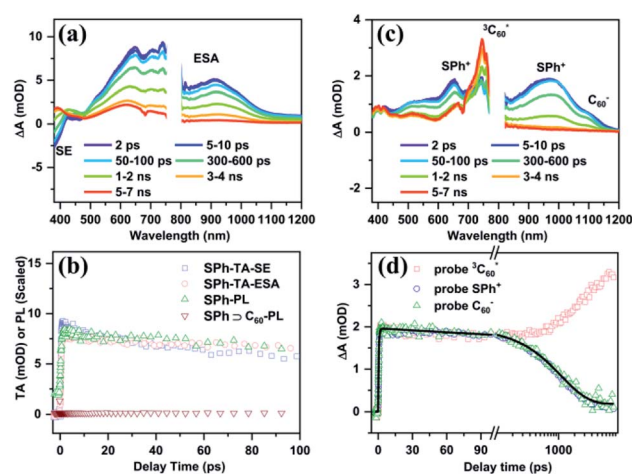 (a)
ESA
SE
2 ps
5-10 ps
50-100 ps
300-600 ps
1-2 ns
3-4 ns
5-7 ns
ΔA (mOD)
10
5
0
-5
400 500 600 700 800 900 1000 1100 1200
Wavelength (nm)
(c)
³C₆₀*
SPh⁺
SPh⁺
C₆₀⁻
2 ps
5-10 ps
50-100 ps
300-600 ps
1-2 ns
3-4 ns
5-7 ns
ΔA (mOD)
4
2
0
-2
400 500 600 700 800 900 1000 1100 1200
Wavelength (nm)
(b)
SPh-TA-SE
SPh-TA-ESA
SPh-PL
SPh ⊃ C₆₀-PL
TA (mOD) or PL (Scaled)
15
10
5
0
0 20 40 60 80 100
Delay Time (ps)
(d)
probe ³C₆₀*
probe SPh⁺
probe C₆₀⁻
ΔA (mOD)
4
3
2
1
0
0 30 60 90 1000
Delay time (ps)